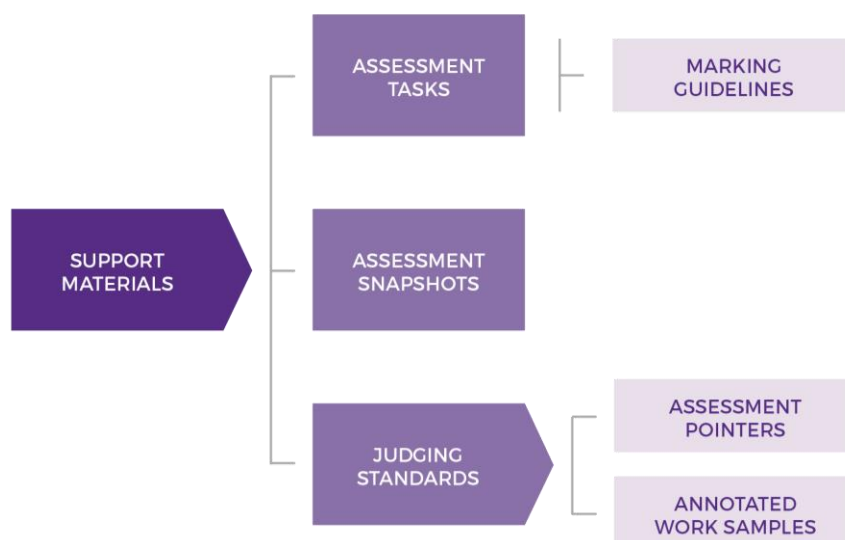 ASSESSMENT
TASKS
MARKING
GUIDELINES
SUPPORT
MATERIALS
ASSESSMENT
SNAPSHOTS
JUDGING
STANDARDS
ASSESSMENT
POINTERS
ANNOTATED
WORK SAMPLES